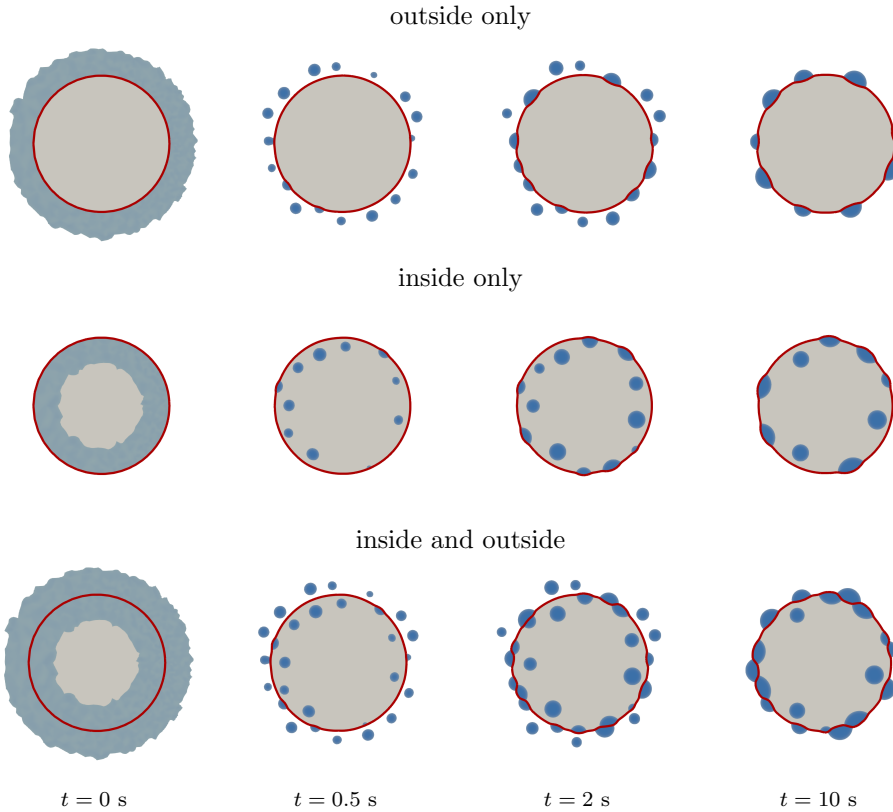 outside only
inside only
inside and outside
t = 0 s
t = 0.5 s
t = 2 s
t = 10 s